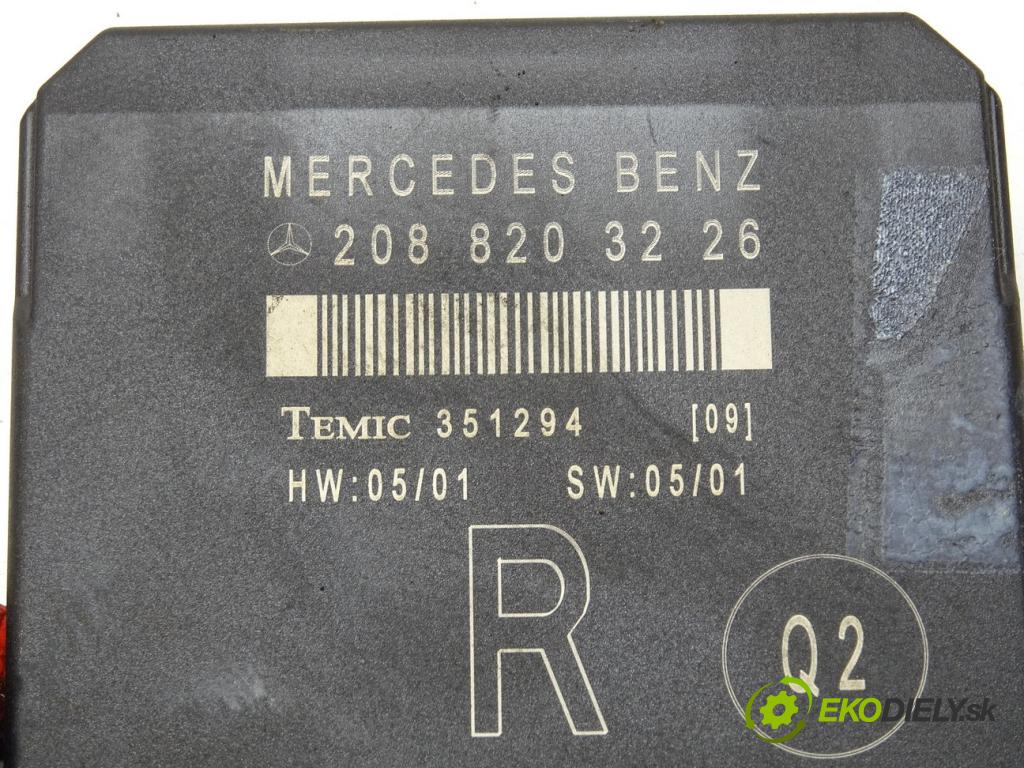 MERCEDES BENZ
208 820 32 26
TEMIC 351294 [09]
HW:05/01 SW:05/01
R
Q2
EKODIELY.sk